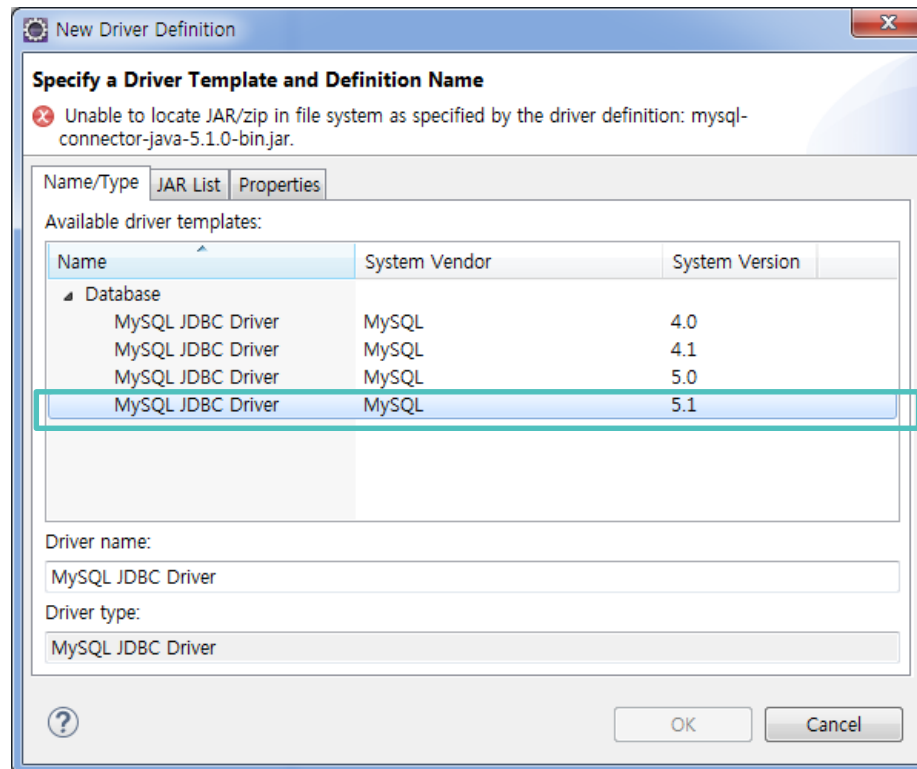 New Driver Definition
Specify a Driver Template and Definition Name
Unable to locate JAR/zip in file system as specified by the driver definition: mysql-
connector-java-5.1.0-bin.jar.
Name/Type JAR List Properties
Available driver templates:
Name System Vendor System Version
Database
MySQL JDBC Driver MySQL 4.0
MySQL JDBC Driver MySQL 4.1
MySQL JDBC Driver MySQL 5.0
MySQL JDBC Driver MySQL 5.1
Driver name:
MySQL JDBC Driver
Driver type:
MySQL JDBC Driver
OK Cancel